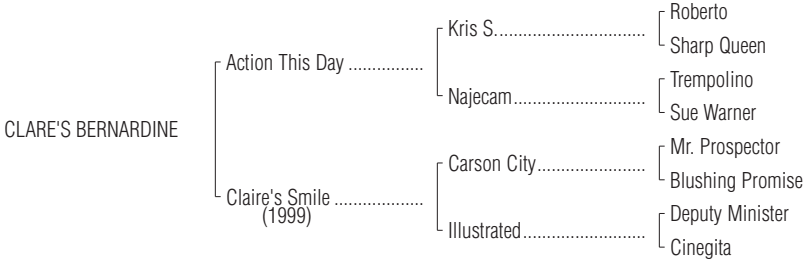 Roberto
Kris S..............................
Sharp Queen
Action This Day ................
Trempolino
Najecam............................
Sue Warner
CLARE'S BERNARDINE
Mr. Prospector
Carson City.......................
Blushing Promise
Claire's Smile ...................
(1999)
Deputy Minister
Illustrated..........................
Cinegita